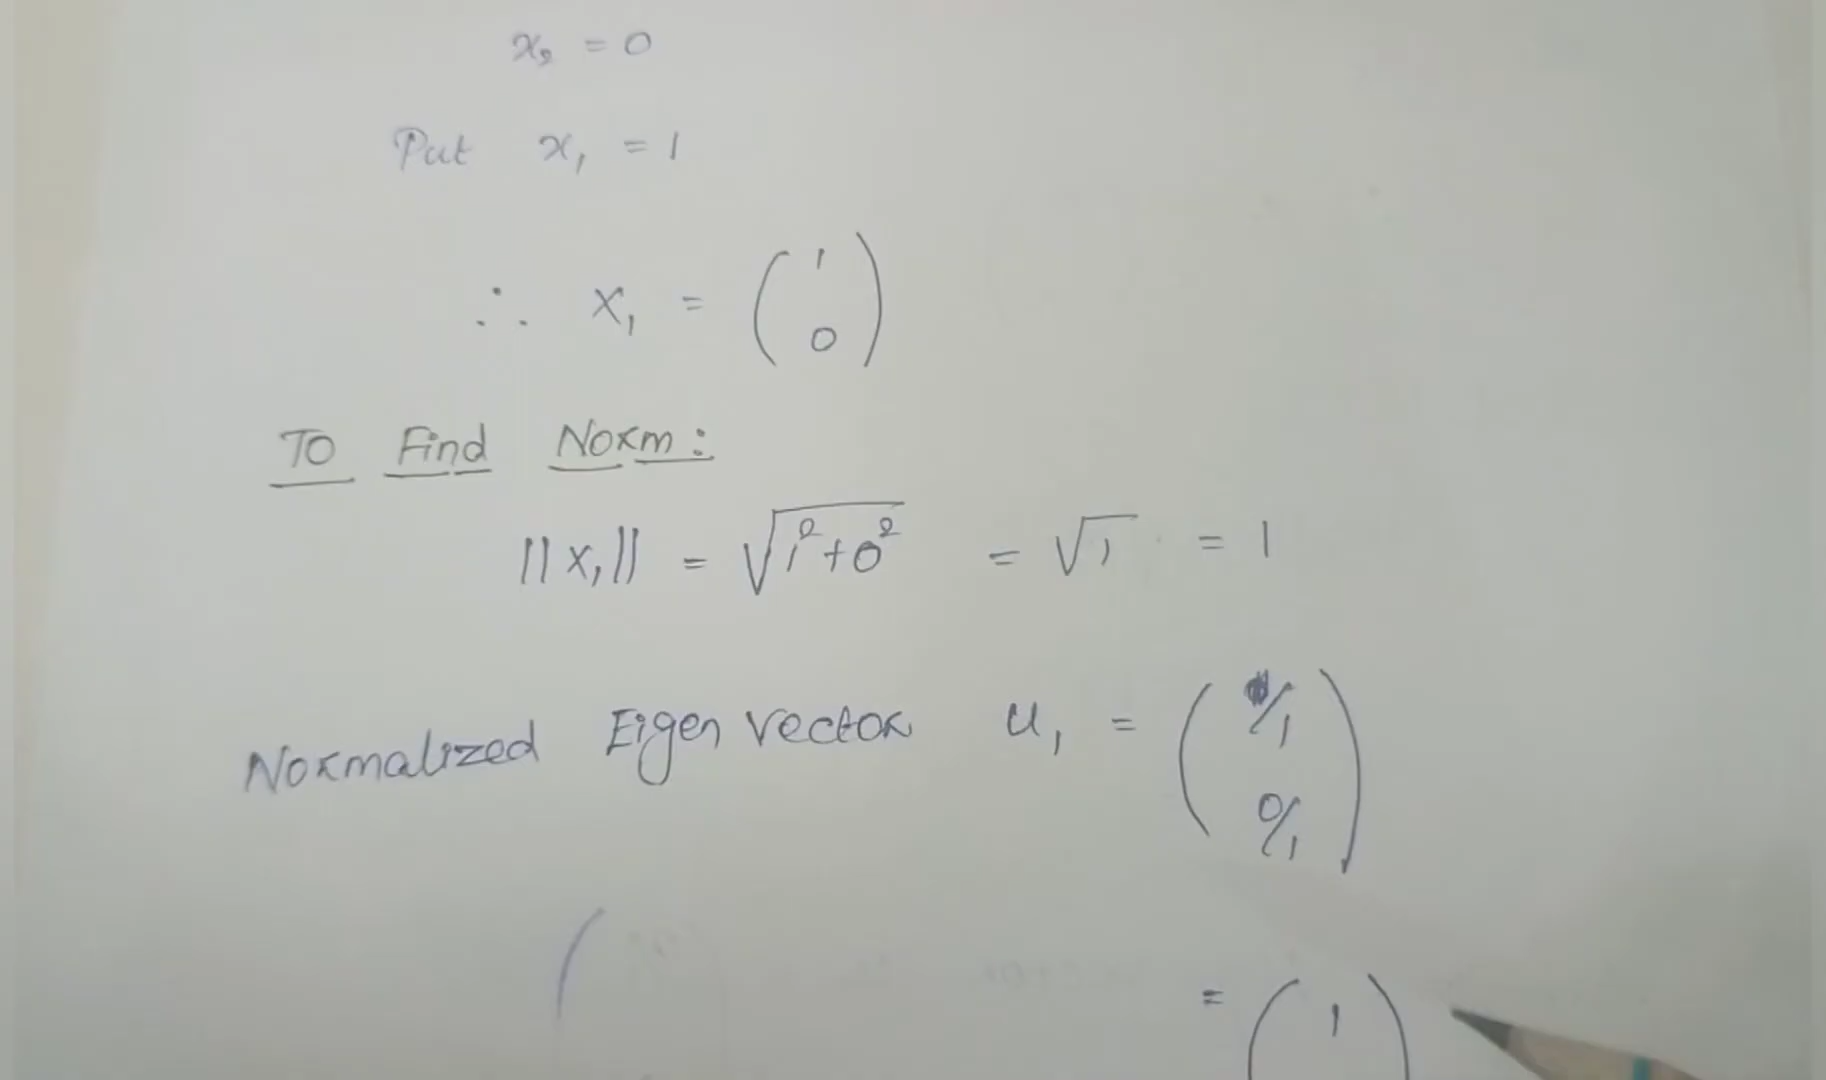 x₂ = 0
Put x₁ = 1
∴ X₁ = ( 1
0 )
To Find Norm:
||X₁|| = √1²+0² = √1 = 1
Normalized Eigen vector u₁ = ( 1/1
0/1 )
= ( 1 )